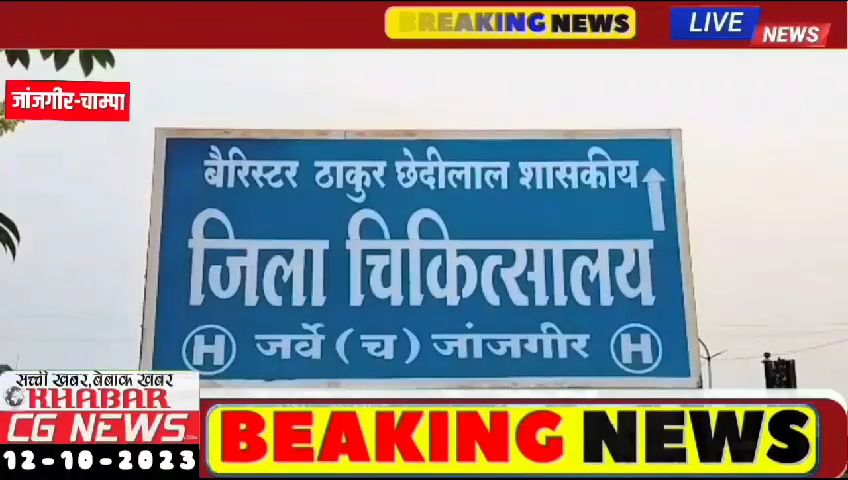 BREAKING NEWS
LIVE
NEWS
जांजगीर-चाम्पा
बैरिस्टर ठाकुर छेदीलाल शासकीय
जिला चिकित्सालय
H जर्वे (च) जांजगीर H
सच्ची खबर,बेबाक खबर
KHABAR
CG NEWS
12-10-2023
BEAKING NEWS